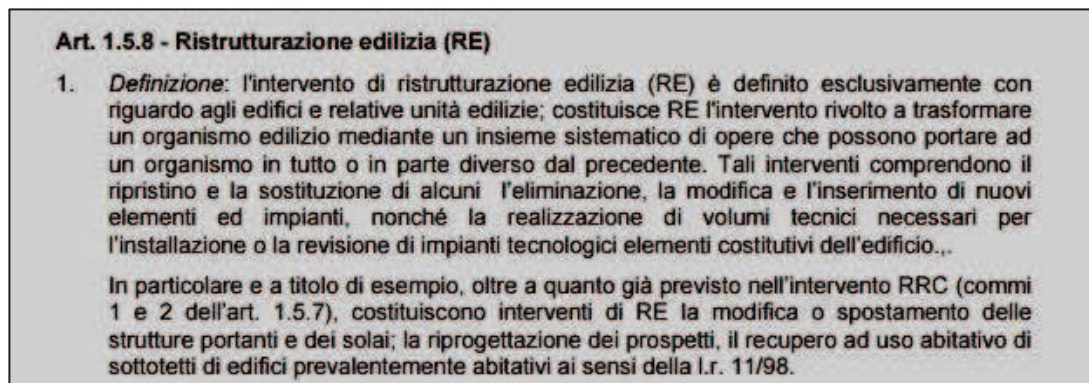 Art. 1.5.8 - Ristrutturazione edilizia (RE)
1. Definizione: l'intervento di ristrutturazione edilizia (RE) è definito esclusivamente con
riguardo agli edifici e relative unità edilizie; costituisce RE l'intervento rivolto a trasformare
un organismo edilizio mediante un insieme sistematico di opere che possono portare ad
un organismo in tutto o in parte diverso dal precedente. Tali interventi comprendono il
ripristino e la sostituzione di alcuni l'eliminazione, la modifica e l'inserimento di nuovi
elementi ed impianti, nonché la realizzazione di volumi tecnici necessari per
l'installazione o la revisione di impianti tecnologici elementi costitutivi dell'edificio.,.
In particolare e a titolo di esempio, oltre a quanto già previsto nell'intervento RRC (commi
1 e 2 dell'art. 1.5.7), costituiscono interventi di RE la modifica o spostamento delle
strutture portanti e dei solai; la riprogettazione dei prospetti, il recupero ad uso abitativo di
sottotetti di edifici prevalentemente abitativi ai sensi della l.r. 11/98.